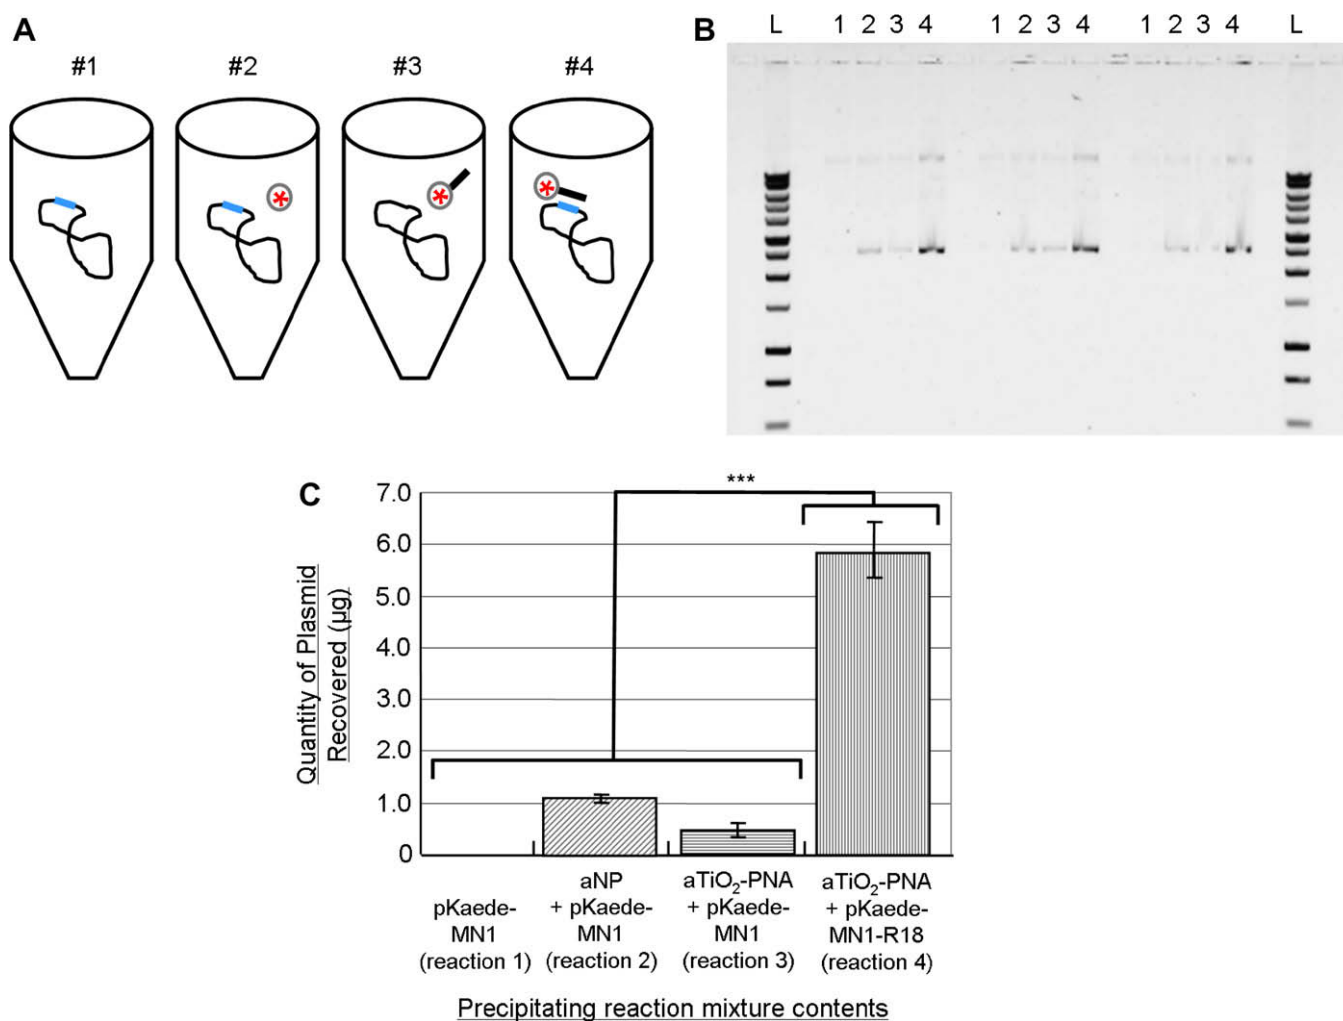 A
#1 #2 #3 #4
B
L 1 2 3 4 1 2 3 4 1 2 3 4 L
C
***
Quantity of Plasmid
Recovered (µg)
7.0
6.0
5.0
4.0
3.0
2.0
1.0
0
pKaede-
MN1
(reaction 1)
aNP
+ pKaede-
MN1
(reaction 2)
aTiO₂-PNA
+ pKaede-
MN1
(reaction 3)
aTiO₂-PNA
+ pKaede-
MN1-R18
(reaction 4)
Precipitating reaction mixture contents